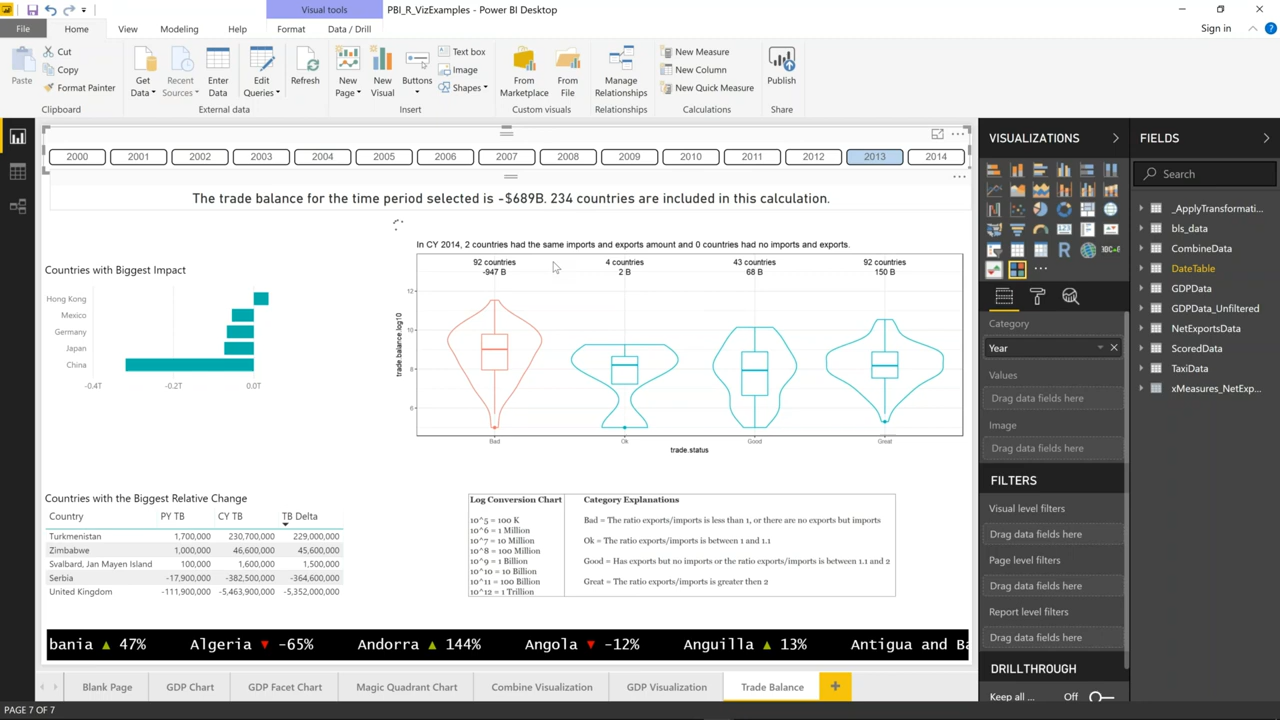 Visual tools
PBI_R_VizExamples - Power BI Desktop
File
Home
View
Modeling
Help
Format
Data / Drill
Sign in
Paste
Cut
Copy
Format Painter
Clipboard
Get Data
Recent Sources
Enter Data
Edit Queries
External data
Refresh
New Page
New Visual
Buttons
Text box
Image
Shapes
Insert
From Marketplace
From File
Custom visuals
Manage Relationships
Relationships
New Measure
New Column
New Quick Measure
Calculations
Publish
Share
2000 2001 2002 2003 2004 2005 2006 2007 2008 2009 2010 2011 2012 2013 2014
The trade balance for the time period selected is -$689B. 234 countries are included in this calculation.
Countries with Biggest Impact
Hong Kong
Mexico
Germany
Japan
China
-0.4T -0.2T 0.0T
In CY 2014, 2 countries had the same imports and exports amount and 0 countries had no imports and exports.
92 countries 4 countries 43 countries 92 countries
-947 B 2 B 68 B 150 B
trade.balance.log10
12
10
8
6
Bad Ok Good Great
trade.status
Countries with the Biggest Relative Change
Country PY TB CY TB TB Delta
Turkmenistan 1,700,000 230,700,000 229,000,000
Zimbabwe 1,000,000 46,600,000 45,600,000
Svalbard, Jan Mayen Island 100,000 1,600,000 1,500,000
Serbia -17,900,000 -382,500,000 -364,600,000
United Kingdom -111,900,000 -5,463,900,000 -5,352,000,000
Log Conversion Chart
10^5 = 100 K
10^6 = 1 Million
10^7 = 10 Million
10^8 = 100 Million
10^9 = 1 Billion
10^10 = 10 Billion
10^11 = 100 Billion
10^12 = 1 Trillion
Category Explanations
Bad = The ratio exports/imports is less than 1, or there are no exports but imports
Ok = The ratio exports/imports is between 1 and 1.1
Good = Has exports but no imports or the ratio exports/imports is between 1.1 and 2
Great = The ratio exports/imports is greater then 2
bania ▲ 47% Algeria ▼ -65% Andorra ▲ 144% Angola ▼ -12% Anguilla ▲ 13% Antigua and Ba
Blank Page
GDP Chart
GDP Facet Chart
Magic Quadrant Chart
Combine Visualization
GDP Visualization
Trade Balance
PAGE 7 OF 7
VISUALIZATIONS
Category
Year
Values
Drag data fields here
Image
Drag data fields here
FILTERS
Visual level filters
Drag data fields here
Page level filters
Drag data fields here
Report level filters
Drag data fields here
DRILLTHROUGH
Keep all ... Off
FIELDS
Search
_ApplyTransformati...
bls_data
CombineData
DateTable
GDPData
GDPData_Unfiltered
NetExportsData
ScoredData
TaxiData
xMeasures_NetExp...